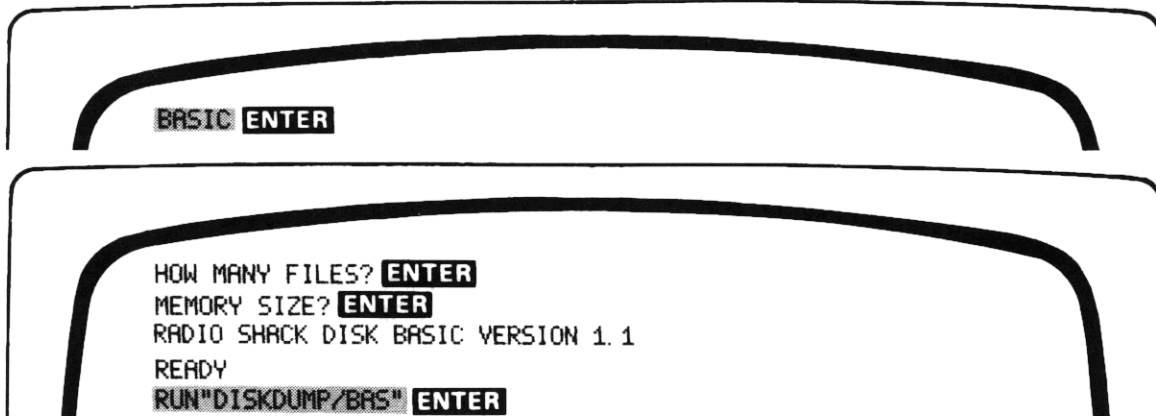 BASIC ENTER
HOW MANY FILES? ENTER
MEMORY SIZE? ENTER
RADIO SHACK DISK BASIC VERSION 1.1
READY
RUN"DISKDUMP/BAS" ENTER